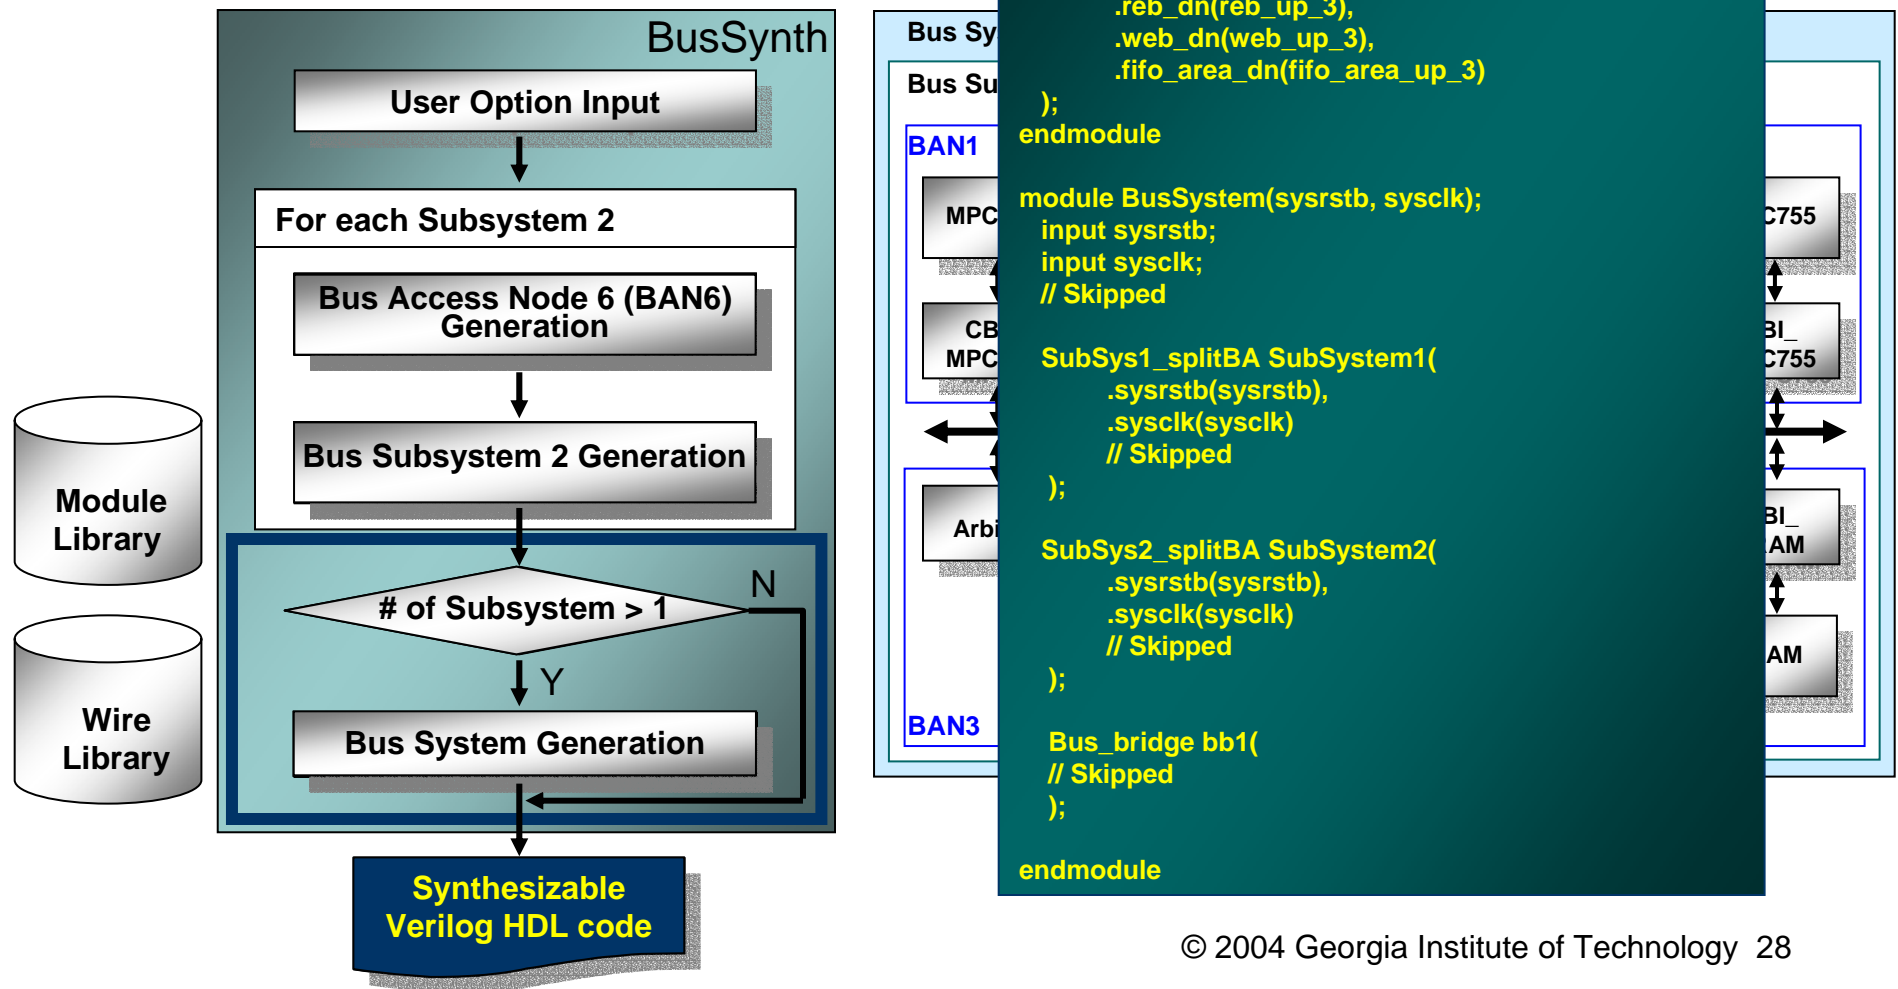 BusSynth
User Option Input
For each Subsystem 2
Bus Access Node 6 (BAN6)
Generation
Bus Subsystem 2 Generation
Module
Library
Wire
Library
# of Subsystem > 1
N
Y
Bus System Generation
Synthesizable
Verilog HDL code
Bus Sy
Bus Su
BAN1
MPC
CB
MPC
Arbi
BAN3
.reb_dn(reb_up_3),
.web_dn(web_up_3),
.fifo_area_dn(fifo_area_up_3)
);
endmodule
module BusSystem(sysrstb, sysclk);
input sysrstb;
input sysclk;
// Skipped
SubSys1_splitBA SubSystem1(
.sysrstb(sysrstb),
.sysclk(sysclk)
// Skipped
);
SubSys2_splitBA SubSystem2(
.sysrstb(sysrstb),
.sysclk(sysclk)
// Skipped
);
Bus_bridge bb1(
// Skipped
);
endmodule
C755
BI_
C755
BI_
AM
AM
© 2004 Georgia Institute of Technology 28